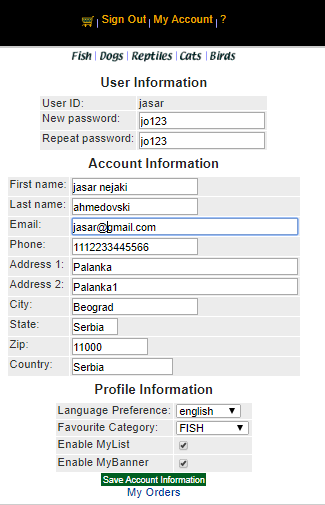 Sign Out | My Account | ?
Fish | Dogs | Reptiles | Cats | Birds
User Information
User ID: jasar
New password: jo123
Repeat password: jo123
Account Information
First name: jasar nejaki
Last name: ahmedovski
Email: jasar@gmail.com
Phone: 1112233445566
Address 1: Palanka
Address 2: Palanka1
City: Beograd
State: Serbia
Zip: 11000
Country: Serbia
Profile Information
Language Preference: english
Favourite Category: FISH
Enable MyList
Enable MyBanner
Save Account Information
My Orders